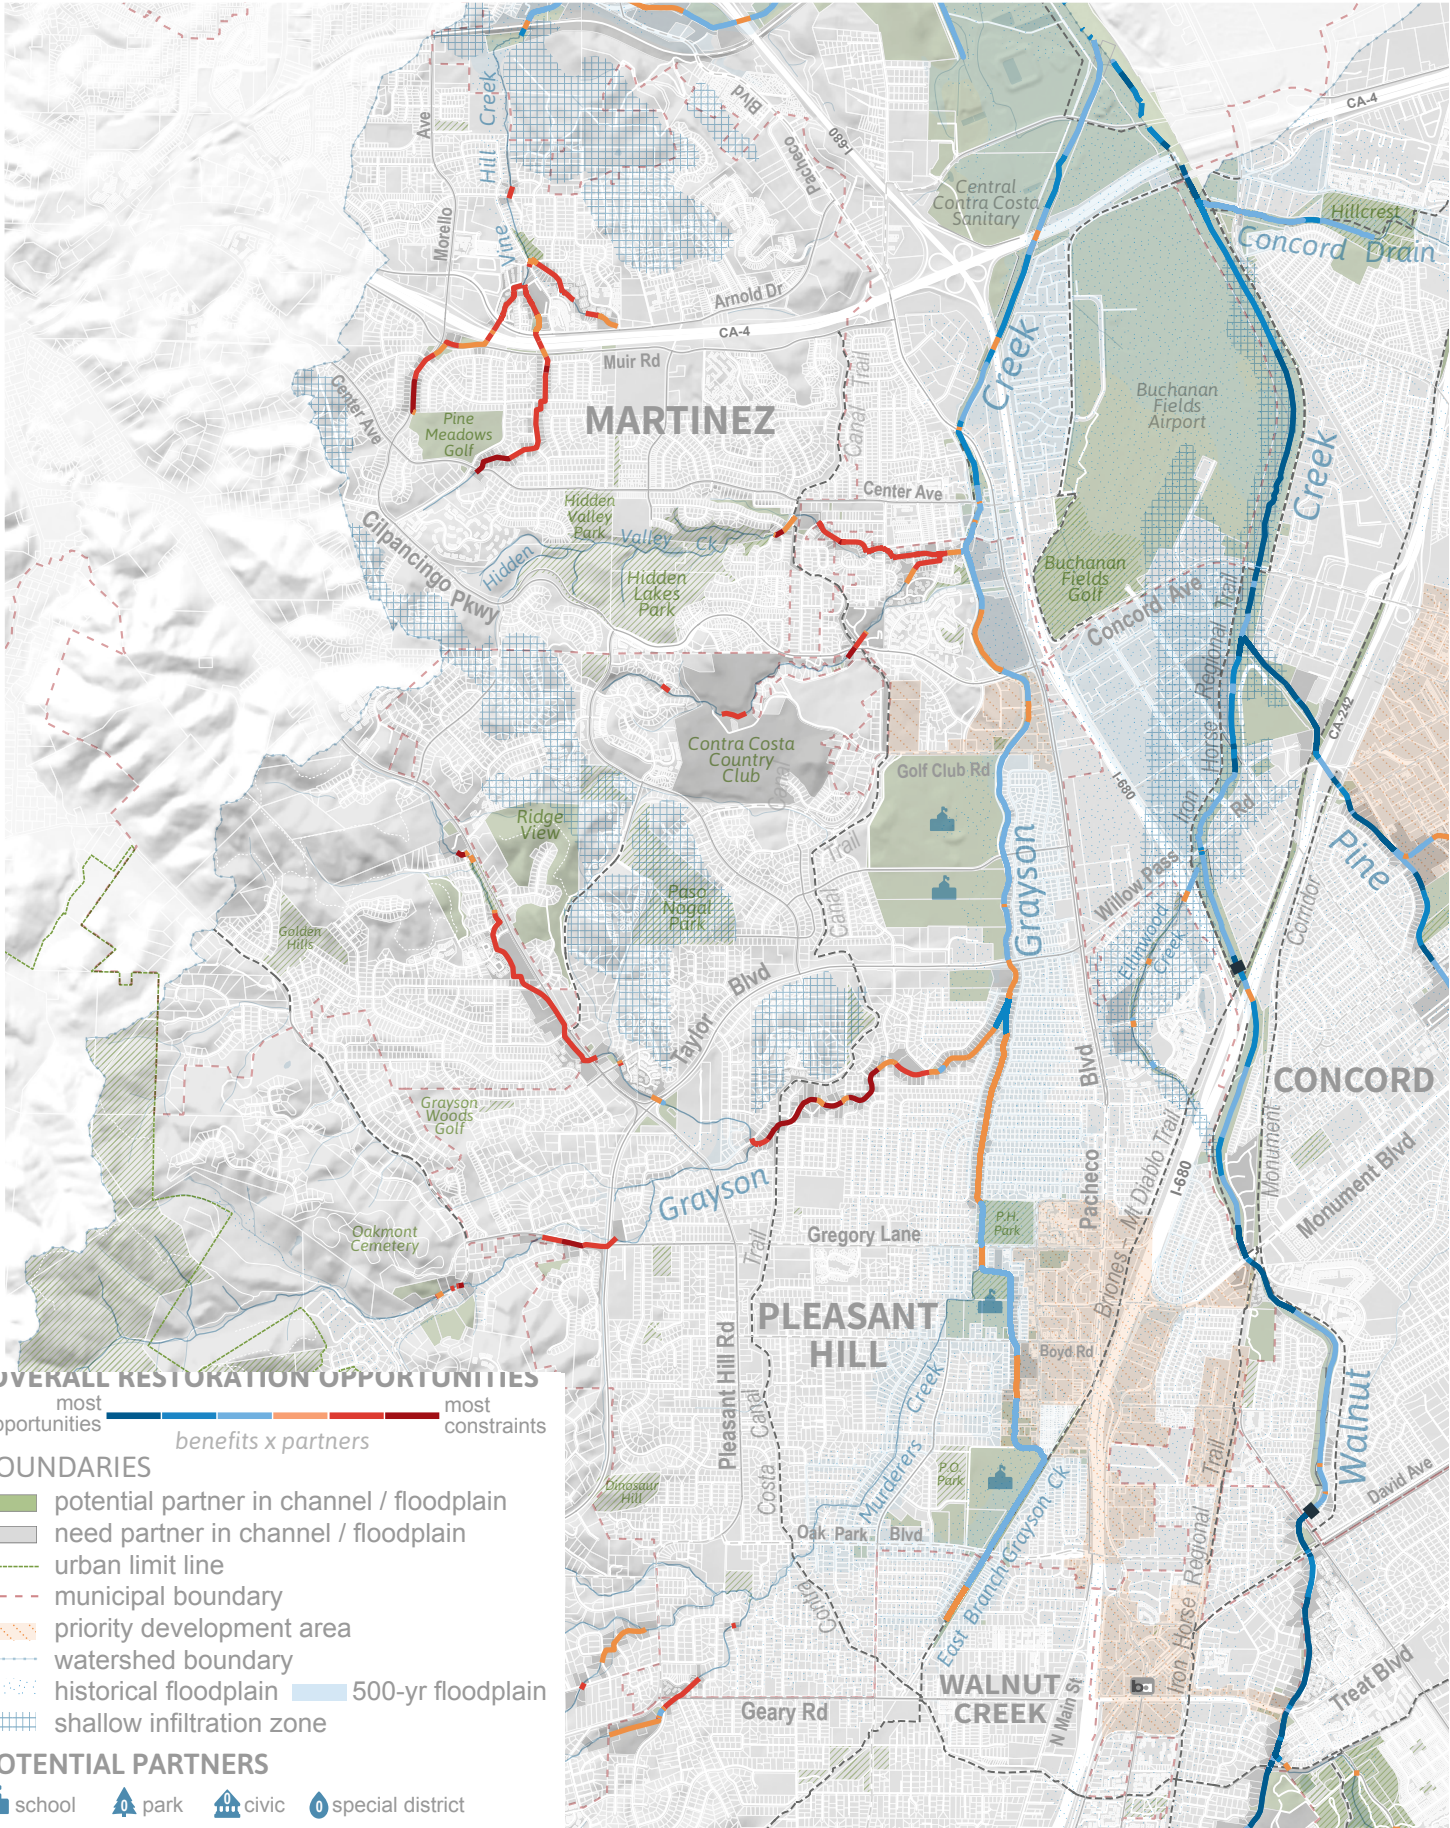 Hill Creek
Vine
Ave
Morello
Blvd
Pacheco
I-680
CA-4
Central
Contra Costa
Sanitary
Hillcrest
Concord Drain
Arnold Dr
CA-4
Muir Rd
Creek
Center Ave
Pine
Meadows
Golf
MARTINEZ
Canal Trail
Buchanan
Fields
Airport
Creek
Center Ave
Hidden
Valley
Park
Cilpancingo Pkwy
Hidden
Valley
Ck
Hidden
Lakes
Park
Buchanan
Fields
Golf
Concord Ave
Iron Horse Regional Trail
CA-242
Contra Costa
Country
Club
Canal
Trail
Canal
Golf Club Rd
I-680
Rd
Willow Pass
Pine
Ridge
View
Grayson
Paso
Nogal
Park
Golden
Hills
Ellinwood
Creek
Corridor
Taylor Blvd
Blvd
CONCORD
Grayson
Woods
Golf
Monument
Monument Blvd
Briones – Mt Diablo Trail
I-680
Pacheco
Grayson
Oakmont
Cemetery
Gregory Lane
P.H.
Park
Trail
PLEASANT
HILL
Boyd Rd
Pleasant Hill Rd
Canal
Costa
Contra
Murderers Creek
Walnut
David Ave
Dinosaur
Hill
P.O.
Park
Oak Park Blvd
East Branch Grayson Ck
Iron Horse Regional Trail
Treat Blvd
WALNUT
CREEK
N Main St
Geary Rd
OVERALL RESTORATION OPPORTUNITIES
most
pportunities
most
constraints
benefits x partners
OUNDARIES
potential partner in channel / floodplain
need partner in channel / floodplain
urban limit line
municipal boundary
priority development area
watershed boundary
historical floodplain 500-yr floodplain
shallow infiltration zone
OTENTIAL PARTNERS
school park civic special district